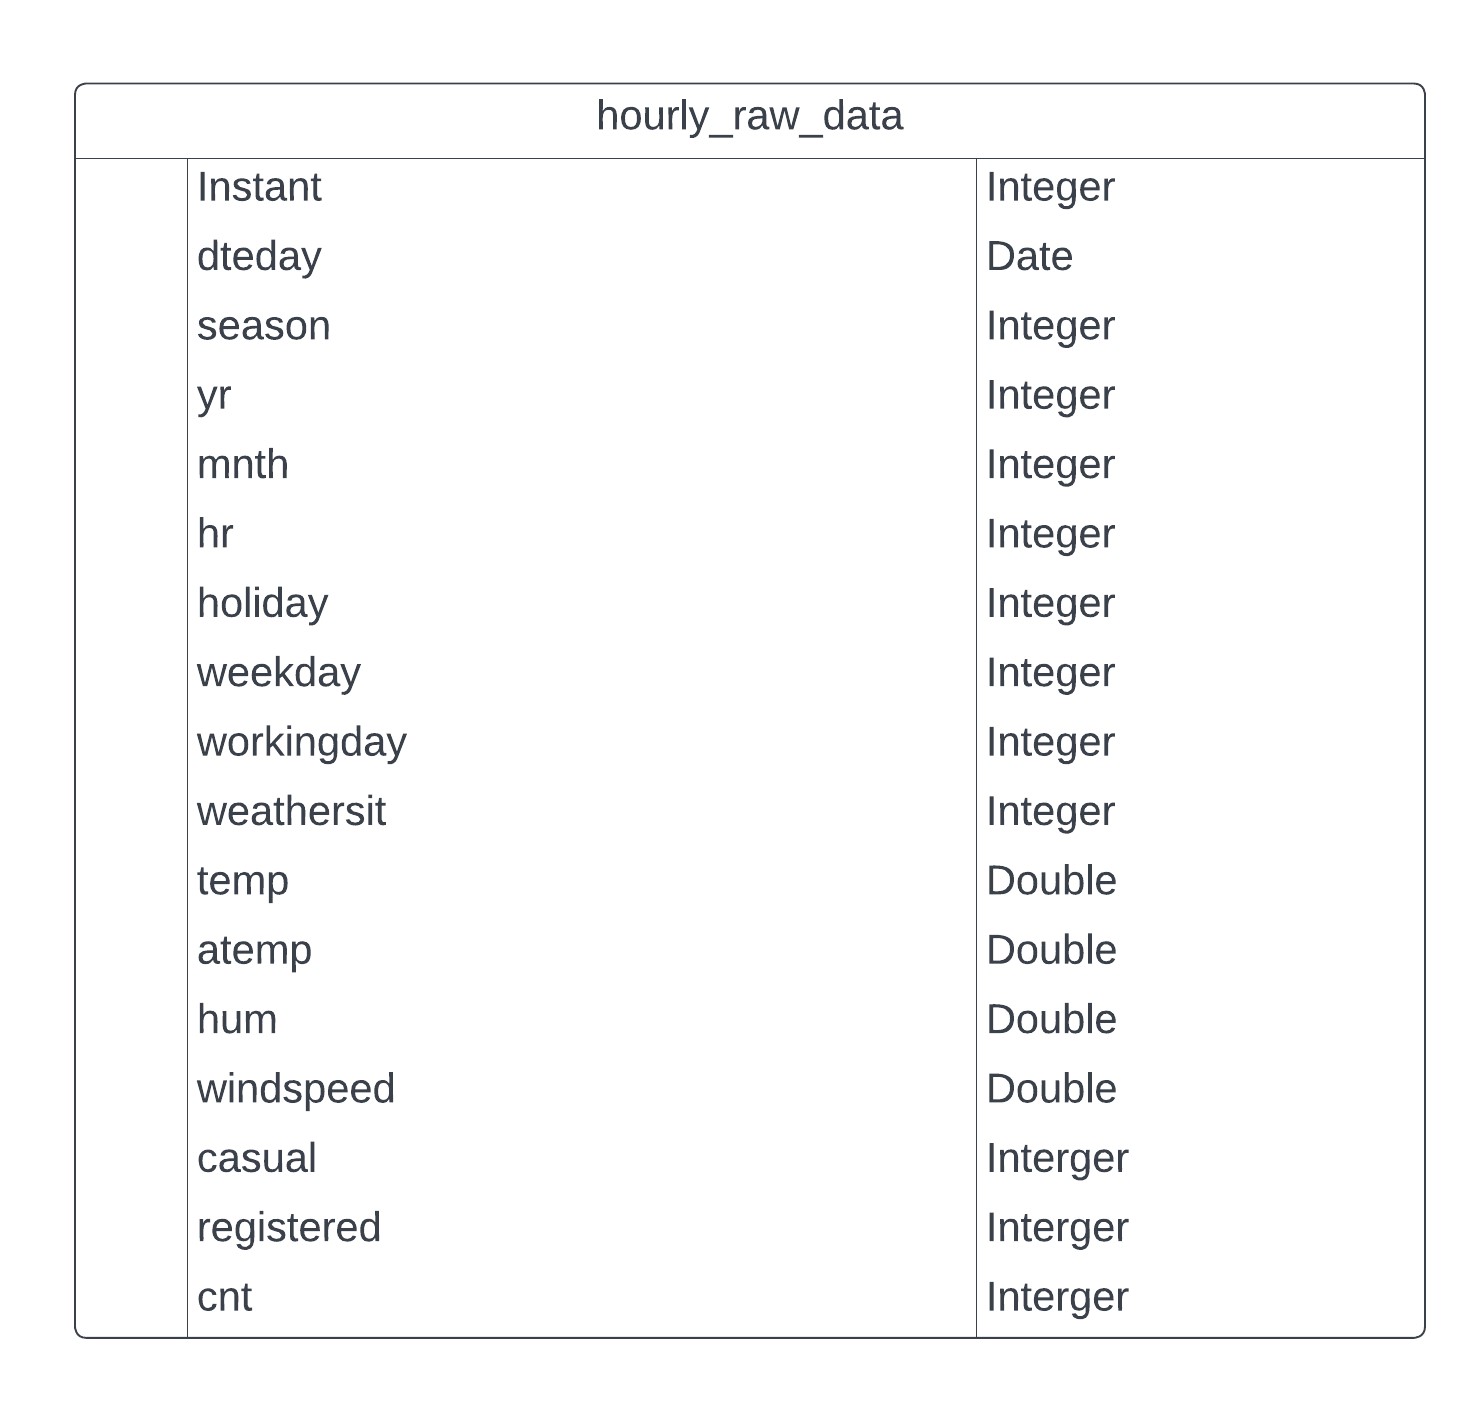 hourly_raw_data
Instant Integer
dteday Date
season Integer
yr Integer
mnth Integer
hr Integer
holiday Integer
weekday Integer
workingday Integer
weathersit Integer
temp Double
atemp Double
hum Double
windspeed Double
casual Interger
registered Interger
cnt Interger